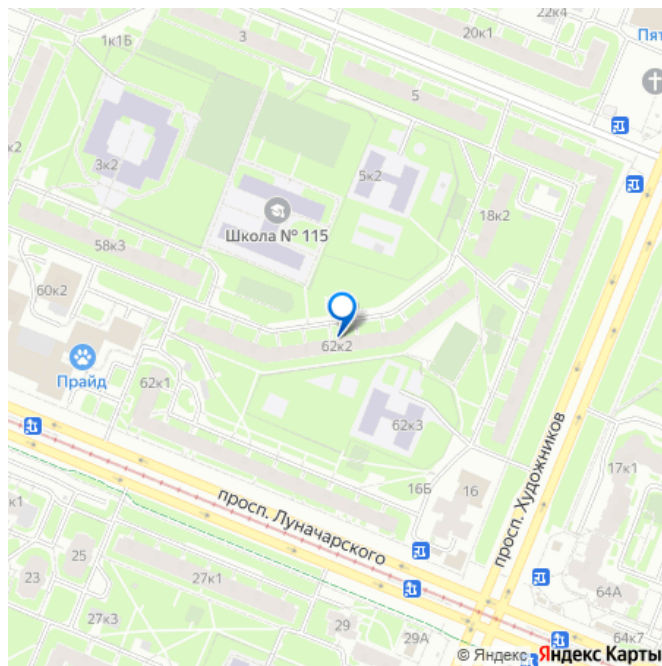 22к4
20к1
Пят
3
1к1Б
5
3к2
к2
5к2
18к2
Школа № 115
58к3
60к2
62к2
Прайд
62к1
62к3
просп. Художников
17к1
16Б
16
просп. Луначарского
к1
25
23
27к1
64А
27к3
29
29А
64к7
© Яндекс Яндекс Карты